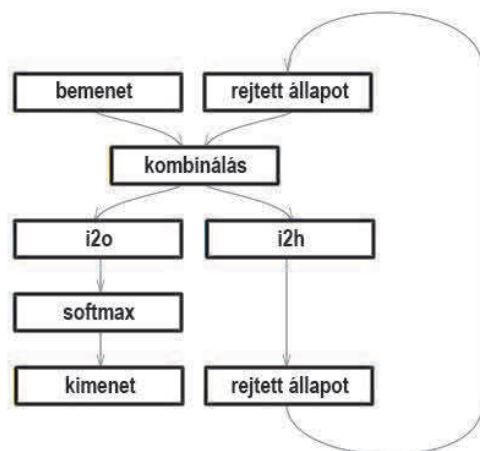 bemenet
rejtett állapot
kombinálás
i2o
i2h
softmax
kimenet
rejtett állapot